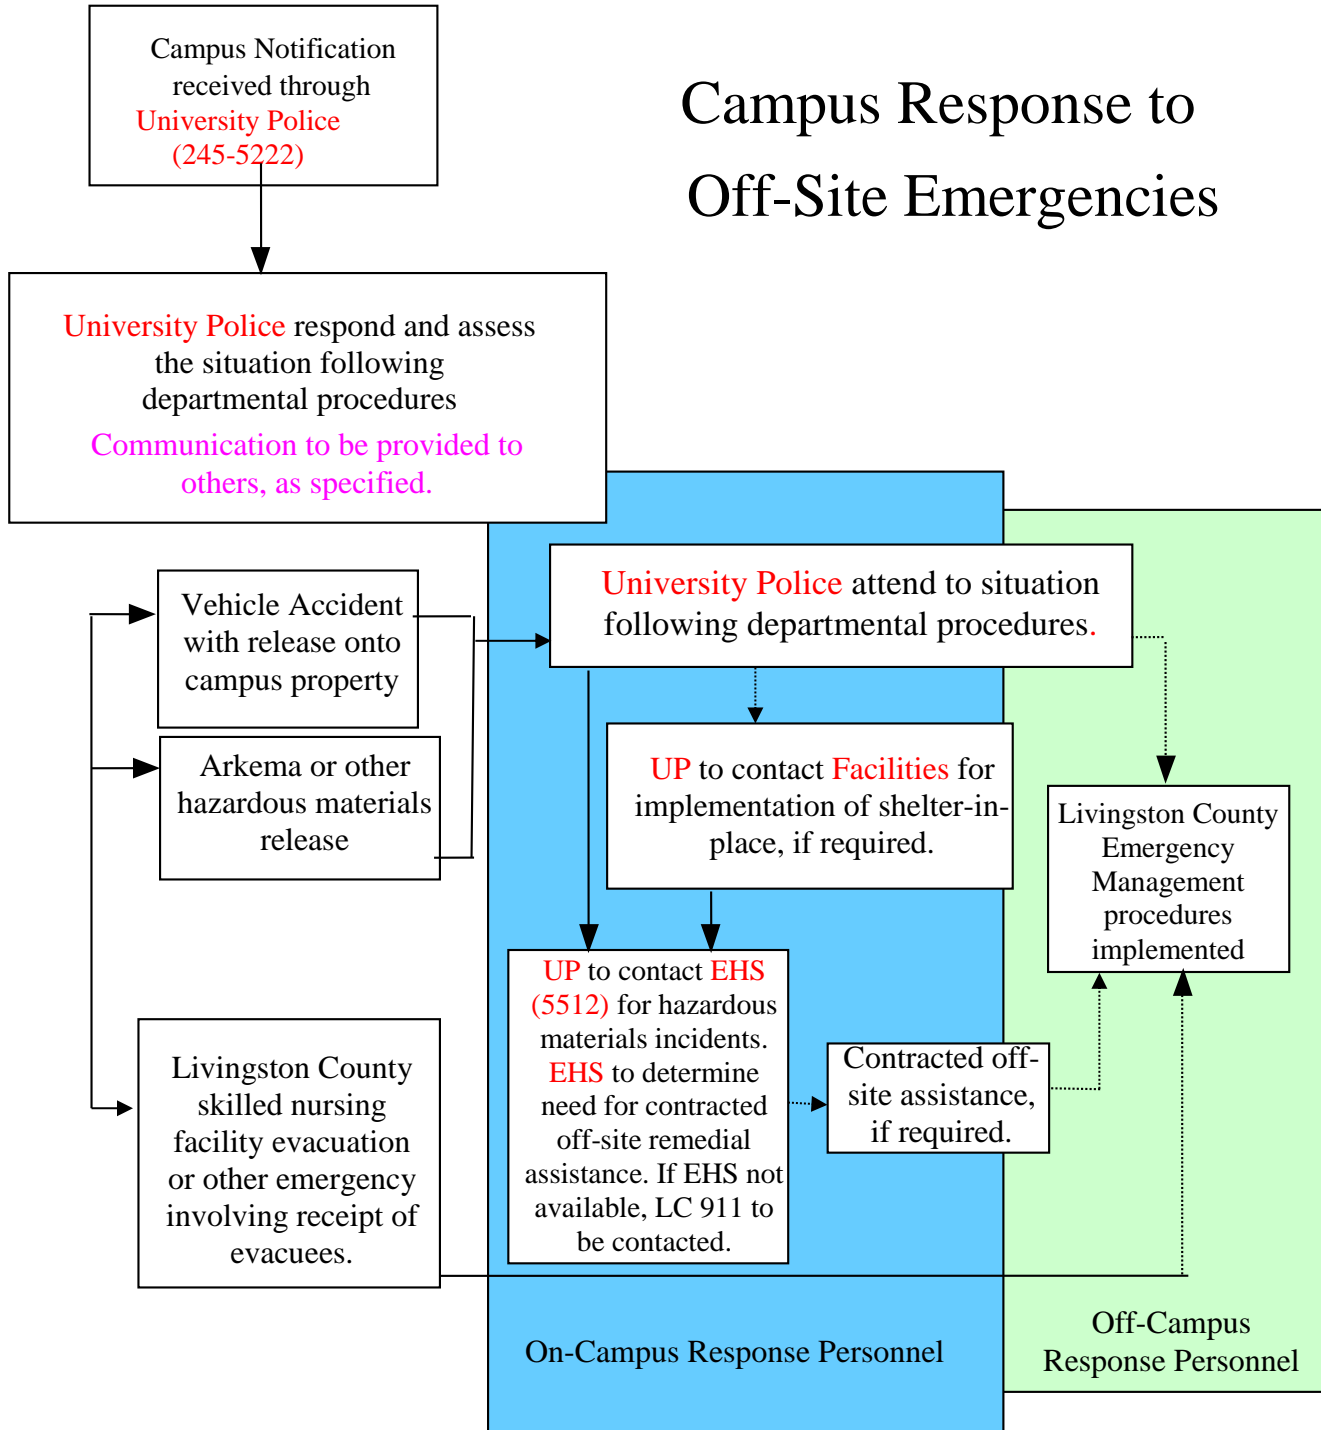 Campus Notification
received through
University Police
(245-5222)
Campus Response to
Off-Site Emergencies
University Police respond and assess
the situation following
departmental procedures
Communication to be provided to
others, as specified.
Vehicle Accident
with release onto
campus property
Arkema or other
hazardous materials
release
Livingston County
skilled nursing
facility evacuation
or other emergency
involving receipt of
evacuees.
University Police attend to situation
following departmental procedures.
UP to contact Facilities for
implementation of shelter-in-
place, if required.
UP to contact EHS
(5512) for hazardous
materials incidents.
EHS to determine
need for contracted
off-site remedial
assistance. If EHS not
available, LC 911 to
be contacted.
Contracted off-
site assistance,
if required.
Livingston County
Emergency
Management
procedures
implemented
On-Campus Response Personnel
Off-Campus
Response Personnel